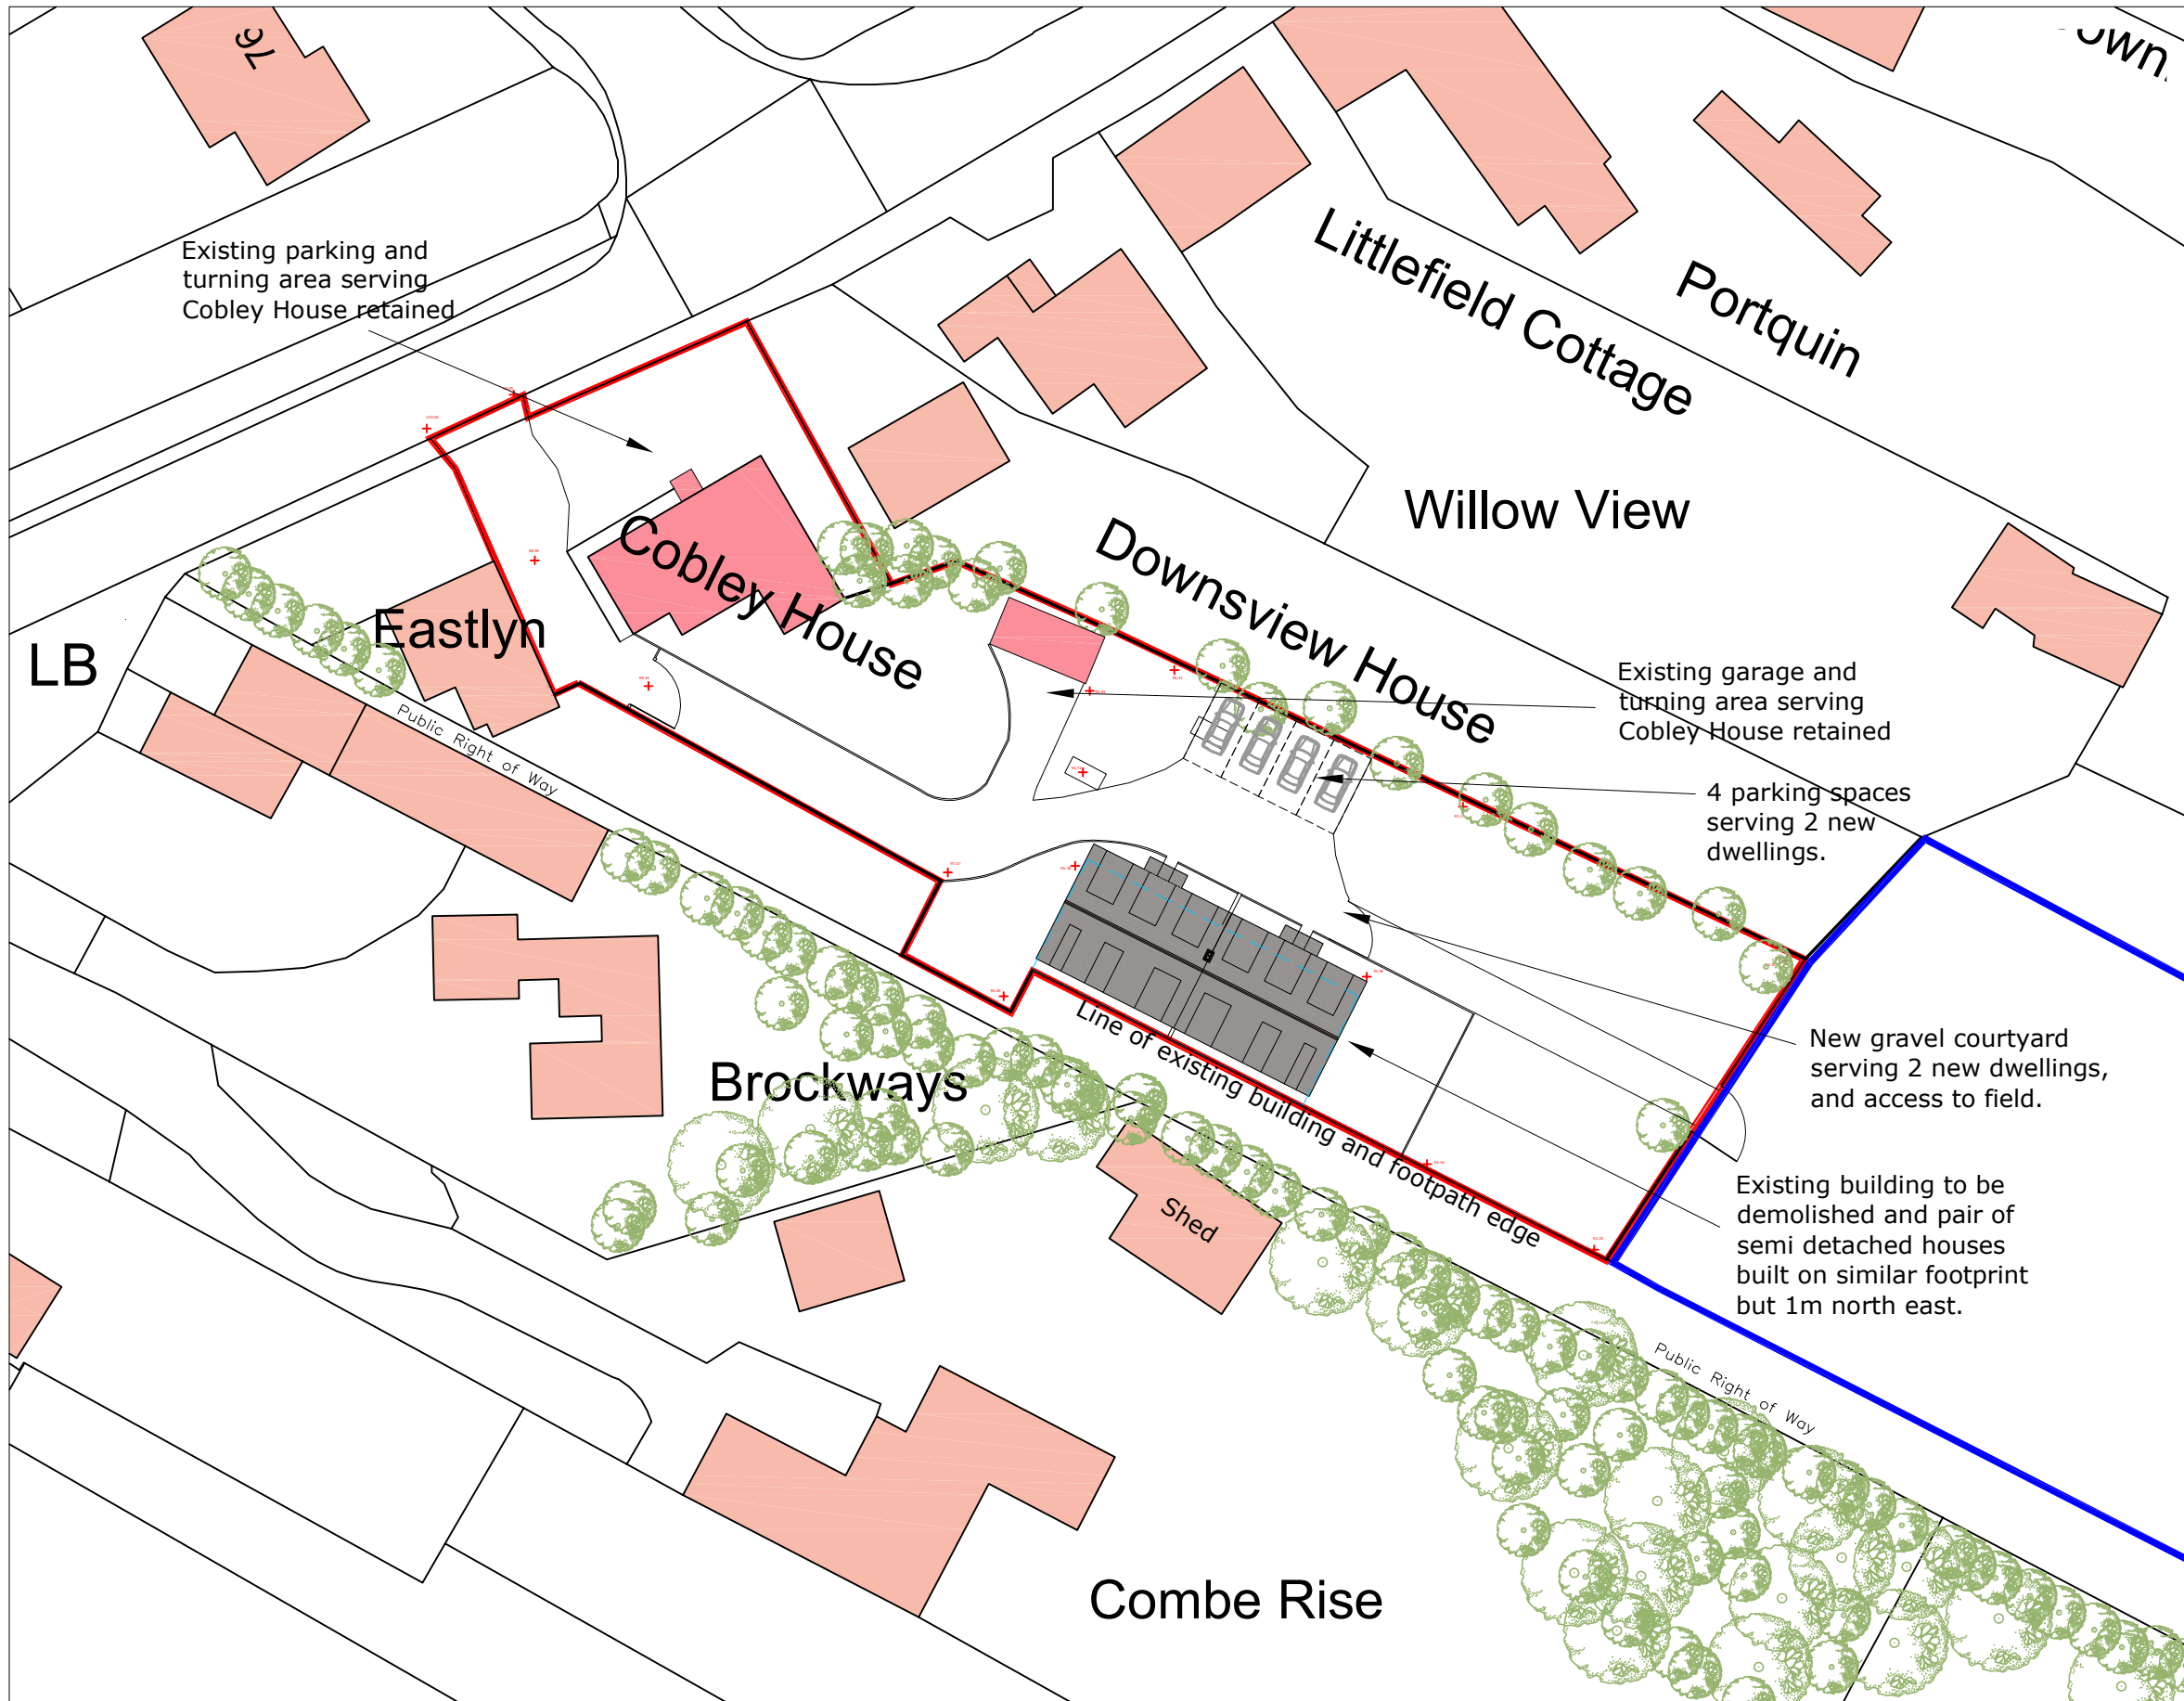 76
Existing parking and
turning area serving
Cobley House retained
Littlefield Cottage
Portquin
Willow View
Downsview House
Cobley House
Eastlyn
LB
Public Right of Way
Existing garage and
turning area serving
Cobley House retained
4 parking spaces
serving 2 new
dwellings.
New gravel courtyard
serving 2 new dwellings,
and access to field.
Line of existing building and footpath edge
Brockways
Shed
Existing building to be
demolished and pair of
semi detached houses
built on similar footprint
but 1m north east.
Public Right of Way
Combe Rise